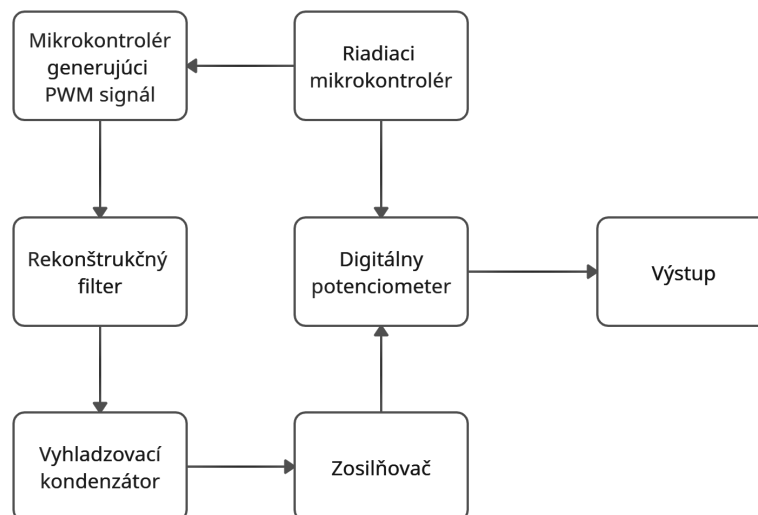 Mikrokontrolér
generujúci
PWM signál
Riadiaci
mikrokontrolér
Rekonštrukčný
filter
Digitálny
potenciometer
Výstup
Vyhladzovací
kondenzátor
Zosilňovač